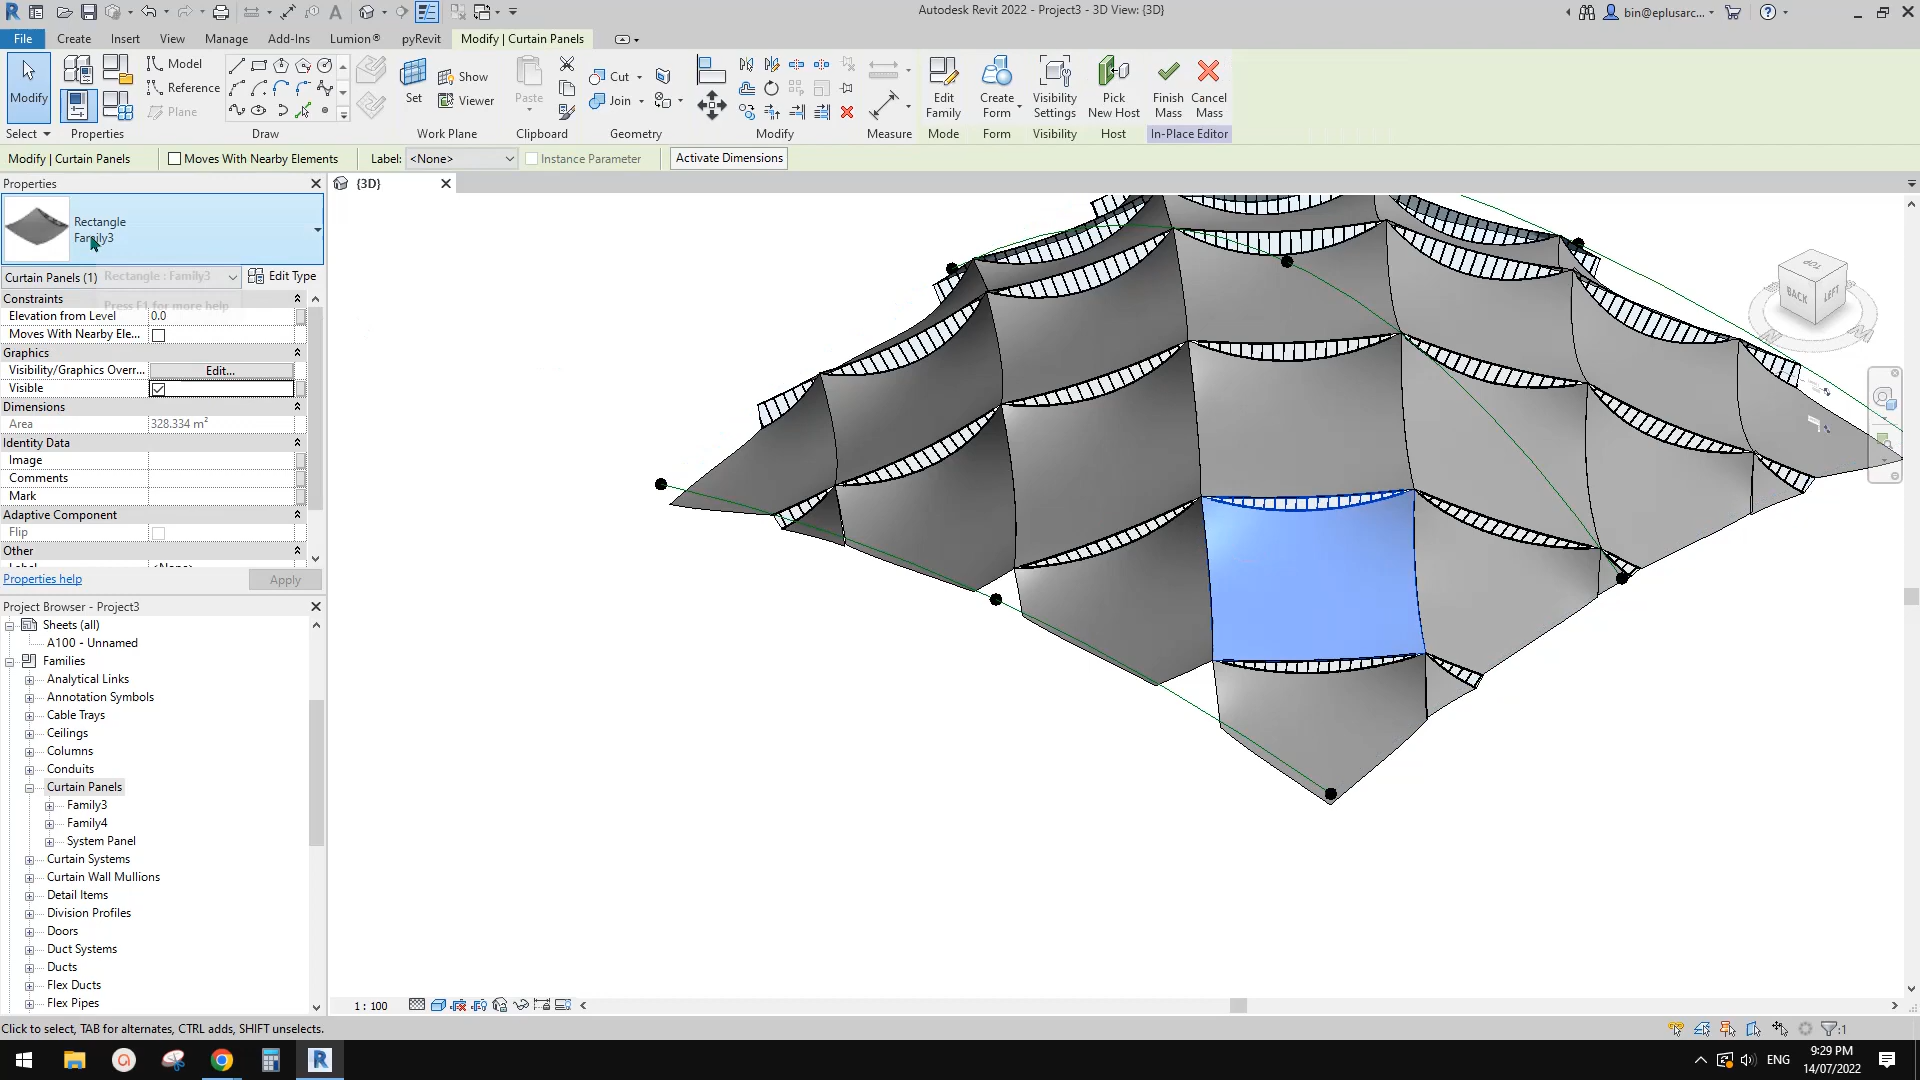 Autodesk Revit 2022 - Project3 - 3D View: {3D}
bin@eplusarc...
File Create Insert View Manage Add-Ins Lumion® pyRevit Modify | Curtain Panels
Modify
Model
Reference
Plane
Set
Show
Viewer
Paste
Cut
Join
Edit Family
Create Form
Visibility Settings
Pick New Host
Finish Mass
Cancel Mass
Select Properties Draw Work Plane Clipboard Geometry Modify Measure Mode Form Visibility Host In-Place Editor
Modify | Curtain Panels Moves With Nearby Elements Label: <None> Instance Parameter Activate Dimensions
Properties
{3D}
Rectangle
Family3
Curtain Panels (1) Edit Type
Rectangle : Family3
Press F1 for more help
Constraints
Elevation from Level 0.0
Moves With Nearby Ele...
Graphics
Visibility/Graphics Overr... Edit...
Visible
Dimensions
Area 328.334 m²
Identity Data
Image
Comments
Mark
Adaptive Component
Flip
Other
Properties help Apply
Project Browser - Project3
Sheets (all)
A100 - Unnamed
Families
Analytical Links
Annotation Symbols
Cable Trays
Ceilings
Columns
Conduits
Curtain Panels
Family3
Family4
System Panel
Curtain Systems
Curtain Wall Mullions
Detail Items
Division Profiles
Doors
Duct Systems
Ducts
Flex Ducts
Flex Pipes
TOP
BACK
LEFT
1 : 100
Click to select, TAB for alternates, CTRL adds, SHIFT unselects.
:1
ENG
9:29 PM
14/07/2022